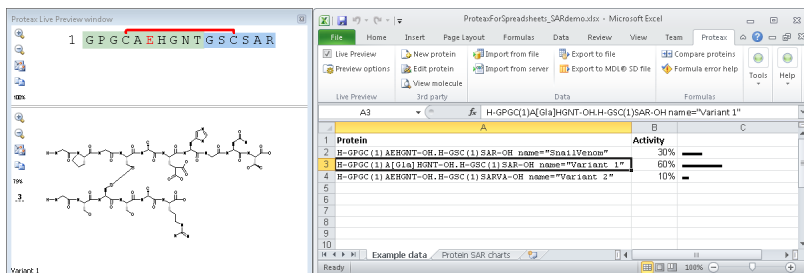 Proteax Live Preview window
1 GPGCAEHGNTGSCSAR
100%
79%
3
Variant 1
ProteaxForSpreadsheets_SARdemo.xlsx - Microsoft Excel
File Home Insert Page Layout Formulas Data Review View Team Proteax
Live Preview
Preview options
Live Preview
New protein
Edit protein
View molecule
3rd party
Import from file
Import from server
Export to file
Export to MDL® SD file
Data
Compare proteins
Formula error help
Formulas
Tools
Help
A3 fx H-GPGC(1)A[Gla]HGNT-OH.H-GSC(1)SAR-OH name="Variant 1"
A B C
1 Protein Activity
2 H-GPGC(1)AEHGNT-OH.H-GSC(1)SAR-OH name="SnailVenom" 30%
3 H-GPGC(1)A[Gla]HGNT-OH.H-GSC(1)SAR-OH name="Variant 1" 60%
4 H-GPGC(1)AEHGNT-OH.H-GSC(1)SARVA-OH name="Variant 2" 10%
5
6
7
8
9
10
Example data Protein SAR charts
Ready 100%